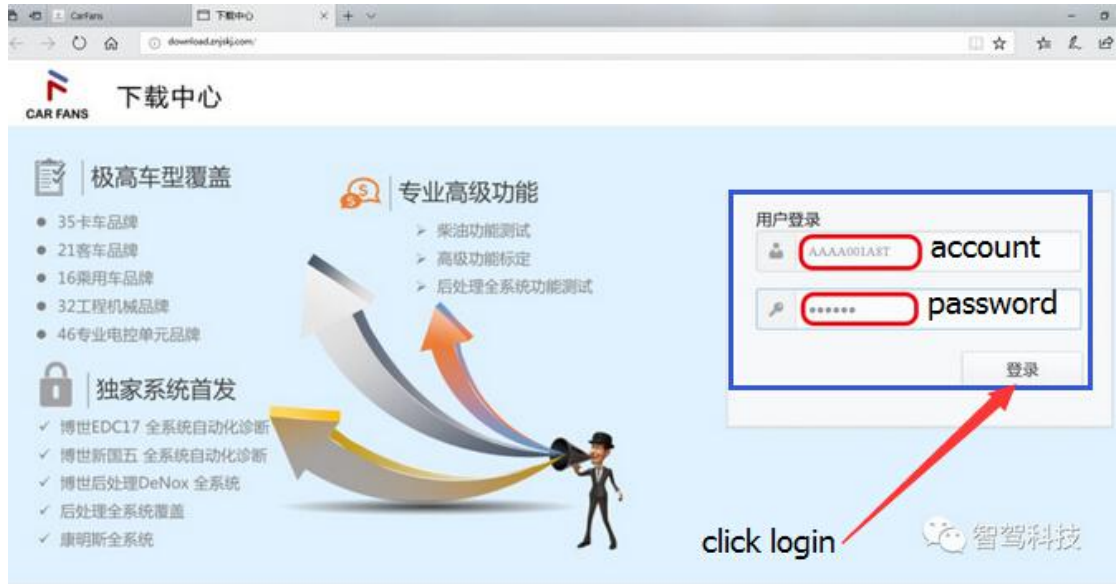 CarFans
下载中心
download.znjskj.com/
CAR FANS
下载中心
极高车型覆盖
35卡车品牌
21客车品牌
16乘用车品牌
32工程机械品牌
46专业电控单元品牌
独家系统首发
博世EDC17 全系统自动化诊断
博世新国五 全系统自动化诊断
博世后处理DeNox 全系统
后处理全系统覆盖
康明斯全系统
专业高级功能
柴油功能测试
高级功能标定
后处理全系统功能测试
用户登录
AAAA001A8T account
•••••• password
登录
click login
智驾科技